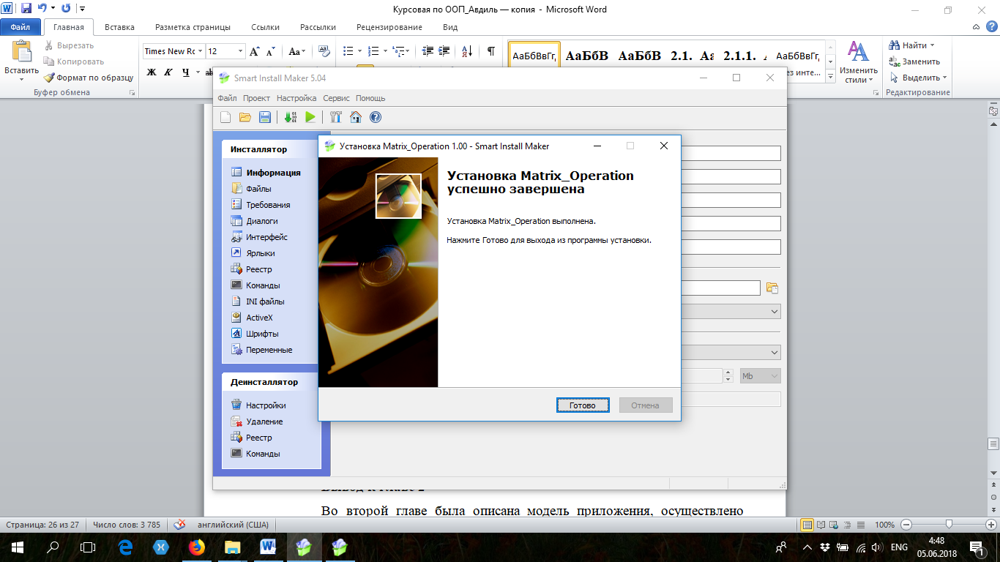 Курсовая по ООП_Авдиль — копия - Microsoft Word
Файл Главная Вставка Разметка страницы Ссылки Рассылки Рецензирование Вид
Вставить
Вырезать
Копировать
Формат по образцу
Буфер обмена
Times New Ro 12
Ж К Ч
АаБбВвГг, АаБбВ АаБбВ 2.1. Аа 2.1.1. АаБбВвГг,
Изменить стили
Найти
Заменить
Выделить
Редактирование
Smart Install Maker 5.04
Файл Проект Настройка Сервис Помощь
Инсталлятор
Информация
Файлы
Требования
Диалоги
Интерфейс
Ярлыки
Реестр
Команды
INI файлы
ActiveX
Шрифты
Переменные
Деинсталлятор
Настройки
Удаление
Реестр
Команды
Mb
Установка Matrix_Operation 1.00 - Smart Install Maker
Установка Matrix_Operation
успешно завершена
Установка Matrix_Operation выполнена.
Нажмите Готово для выхода из программы установки.
Готово Отмена
Во второй главе была описана модель приложения, осуществлено
Страница: 26 из 27 Число слов: 3 785 английский (США) 100%
ENG
4:48
05.06.2018
1